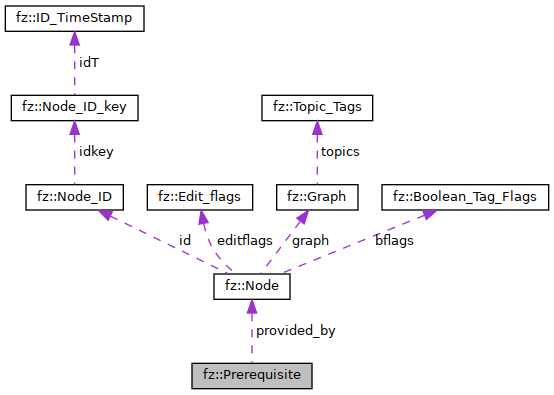 fz::ID_TimeStamp
idT
fz::Node_ID_key
fz::Topic_Tags
idkey
topics
fz::Node_ID
fz::Edit_flags
fz::Graph
fz::Boolean_Tag_Flags
id
editflags
graph
bflags
fz::Node
provided_by
fz::Prerequisite